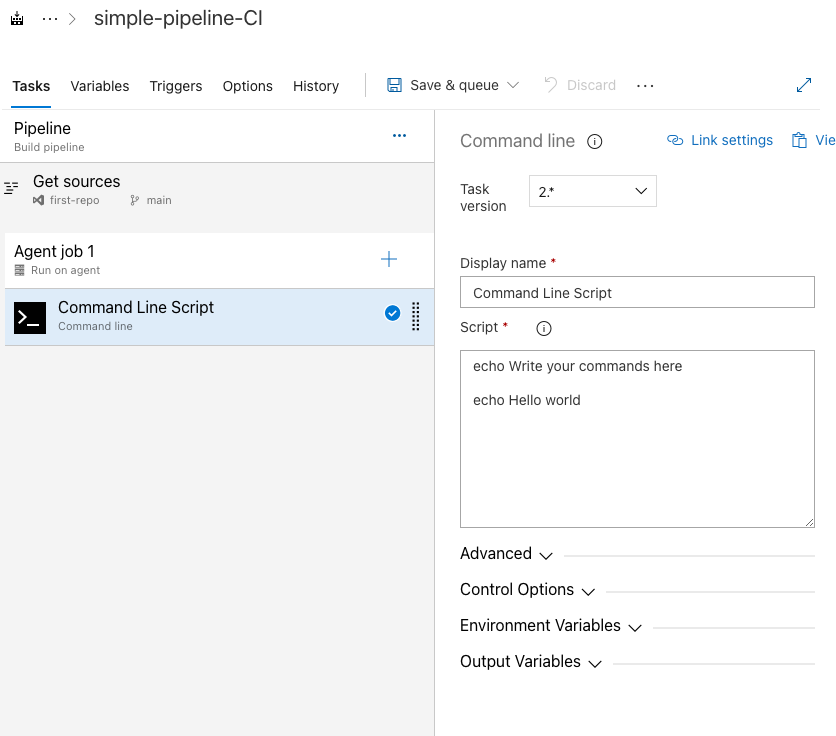 simple-pipeline-CI
Tasks Variables Triggers Options History Save & queue Discard
Pipeline
Build pipeline
Get sources
first-repo main
Agent job 1
Run on agent
Command Line Script
Command line
Command line Link settings Vie
Task version 2.*
Display name *
Command Line Script
Script *
echo Write your commands here
echo Hello world
Advanced
Control Options
Environment Variables
Output Variables